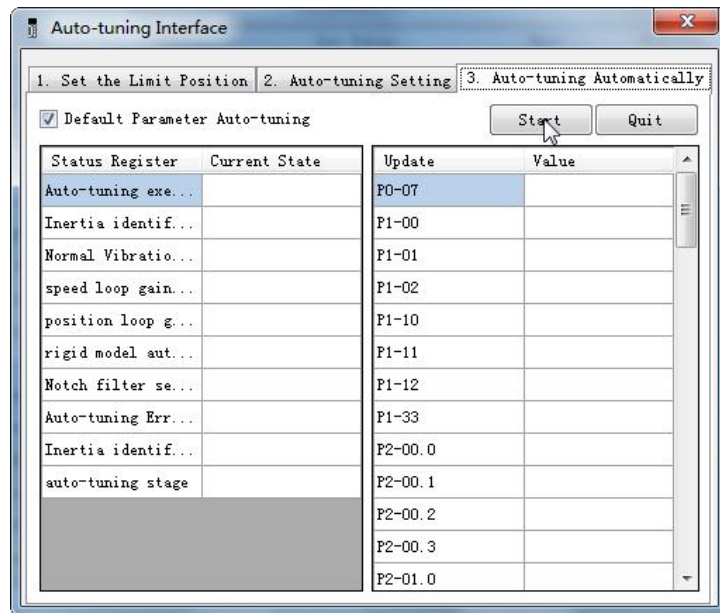 Auto-tuning Interface
1. Set the Limit Position 2. Auto-tuning Setting 3. Auto-tuning Automatically
Default Parameter Auto-tuning Start Quit
Status Register Current State Update Value
Auto-tuning exe... P0-07
Inertia identif... P1-00
Normal Vibratio... P1-01
speed loop gain... P1-02
position loop g... P1-10
rigid model aut... P1-11
Notch filter se... P1-12
Auto-tuning Err... P1-33
Inertia identif... P2-00.0
auto-tuning stage P2-00.1
P2-00.2
P2-00.3
P2-01.0